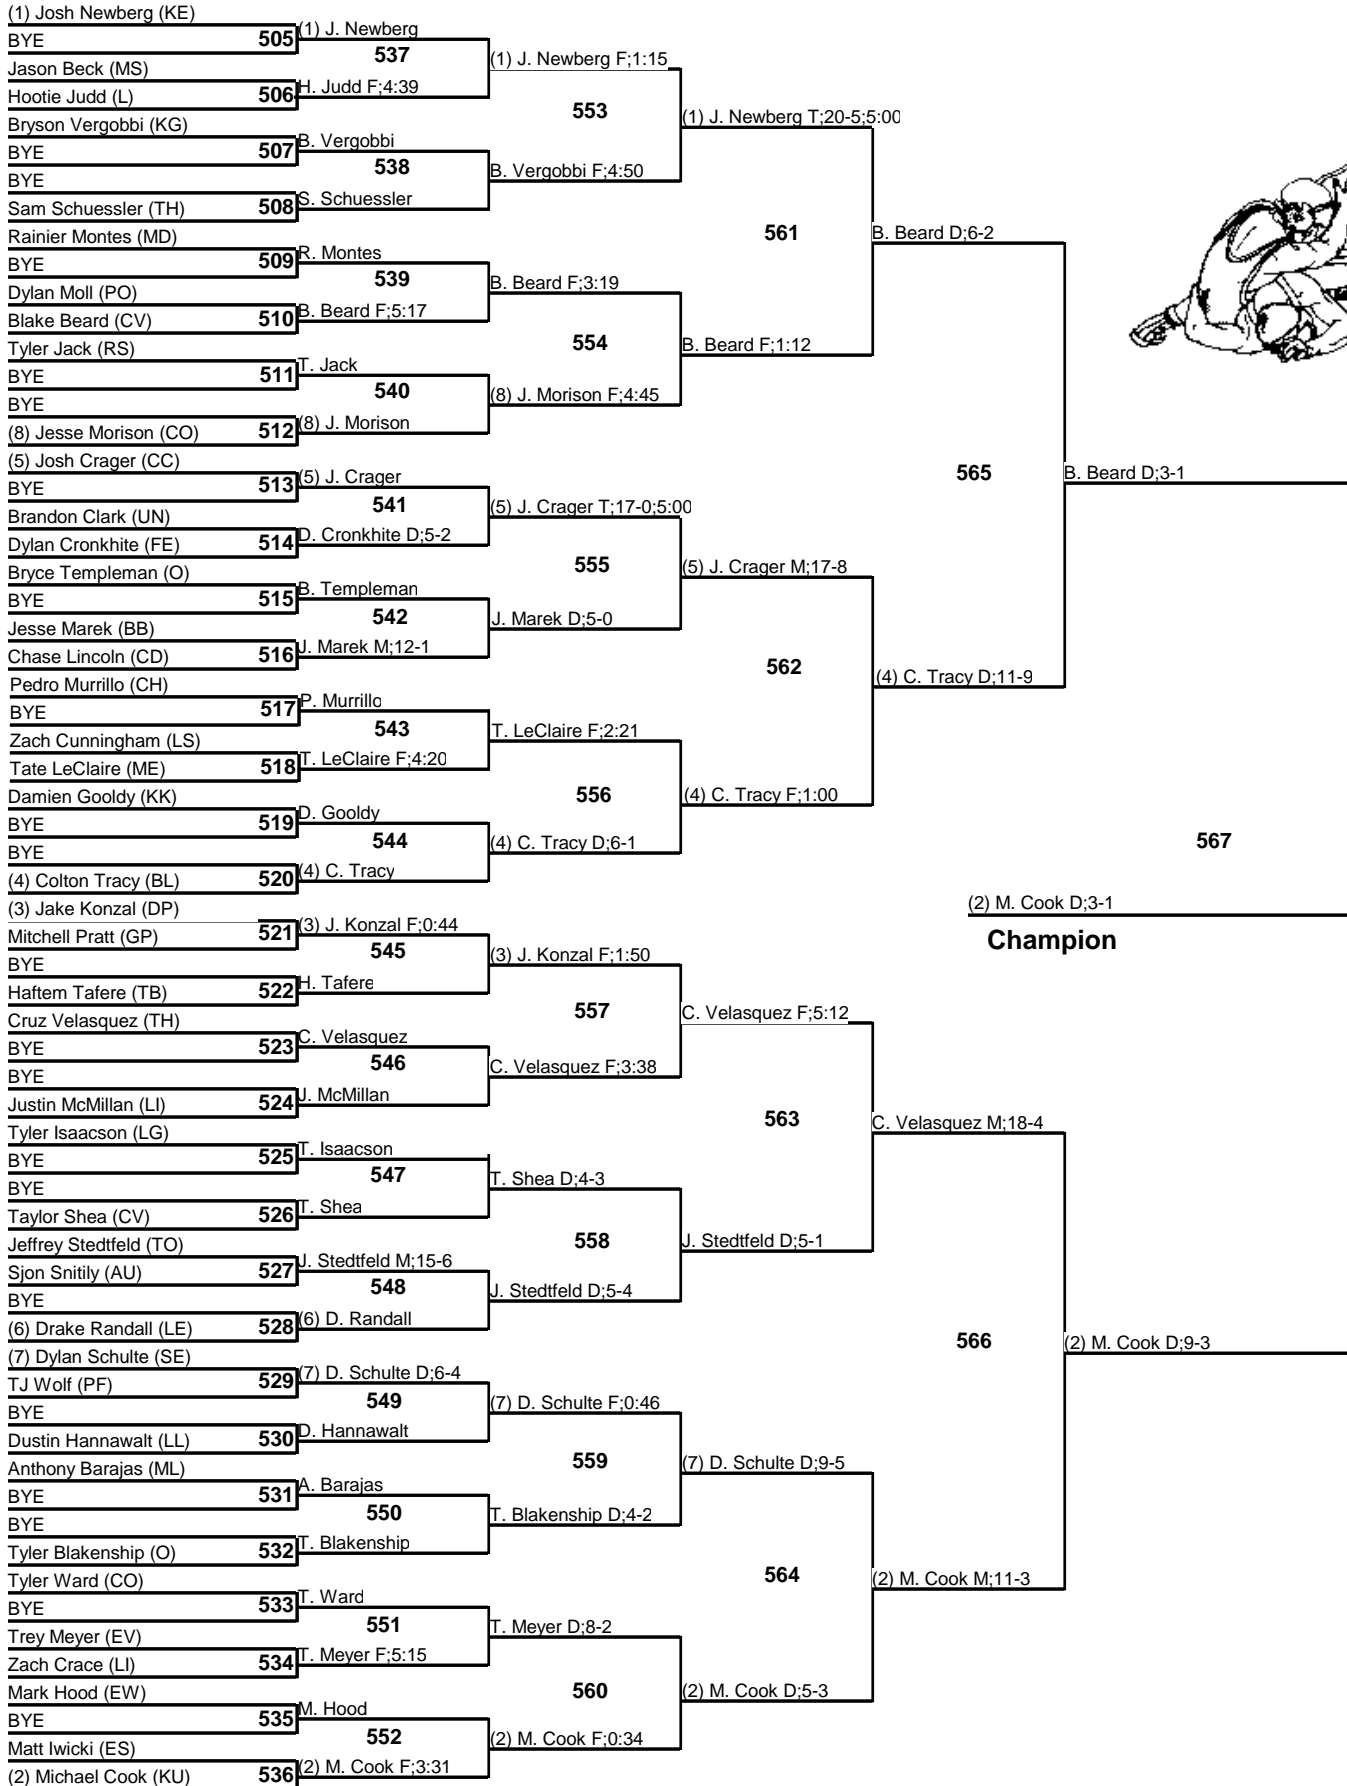 (1) Josh Newberg (KE)
BYE
505
Jason Beck (MS)
Hootie Judd (L)
506
Bryson Vergobbi (KG)
BYE
507
BYE
Sam Schuessler (TH)
508
Rainier Montes (MD)
BYE
509
Dylan Moll (PO)
Blake Beard (CV)
510
Tyler Jack (RS)
BYE
511
BYE
(8) Jesse Morison (CO)
512
(5) Josh Crager (CC)
BYE
513
Brandon Clark (UN)
Dylan Cronkhite (FE)
514
Bryce Templeman (O)
BYE
515
Jesse Marek (BB)
Chase Lincoln (CD)
516
Pedro Murrillo (CH)
BYE
517
Zach Cunningham (LS)
Tate LeClaire (ME)
518
Damien Gooldy (KK)
BYE
519
BYE
(4) Colton Tracy (BL)
520
(3) Jake Konzal (DP)
Mitchell Pratt (GP)
521
BYE
Haftem Tafere (TB)
522
Cruz Velasquez (TH)
BYE
523
BYE
Justin McMillan (LI)
524
Tyler Isaacson (LG)
BYE
525
BYE
Taylor Shea (CV)
526
Jeffrey Stedtfeld (TO)
Sjon Snitily (AU)
527
BYE
(6) Drake Randall (LE)
528
(7) Dylan Schulte (SE)
TJ Wolf (PF)
529
BYE
Dustin Hannawalt (LL)
530
Anthony Barajas (ML)
BYE
531
BYE
Tyler Blakenship (O)
532
Tyler Ward (CO)
BYE
533
Trey Meyer (EV)
Zach Crace (LI)
534
Mark Hood (EW)
BYE
535
Matt Iwicki (ES)
(2) Michael Cook (KU)
536
(1) J. Newberg
537
H. Judd F;4:39
B. Vergobbi
538
S. Schuessler
R. Montes
539
B. Beard F;5:17
T. Jack
540
(8) J. Morison
(5) J. Crager
541
D. Cronkhite D;5-2
B. Templeman
542
J. Marek M;12-1
P. Murrillo
543
T. LeClaire F;4:20
D. Gooldy
544
(4) C. Tracy
(3) J. Konzal F;0:44
545
H. Tafere
C. Velasquez
546
J. McMillan
T. Isaacson
547
T. Shea
J. Stedtfeld M;15-6
548
(6) D. Randall
(7) D. Schulte D;6-4
549
D. Hannawalt
A. Barajas
550
T. Blakenship
T. Ward
551
T. Meyer F;5:15
M. Hood
552
(2) M. Cook F;3:31
(1) J. Newberg F;1:15
553
B. Vergobbi F;4:50
B. Beard F;3:19
554
(8) J. Morison F;4:45
(5) J. Crager T;17-0;5:00
555
J. Marek D;5-0
T. LeClaire F;2:21
556
(4) C. Tracy D;6-1
(3) J. Konzal F;1:50
557
C. Velasquez F;3:38
T. Shea D;4-3
558
J. Stedtfeld D;5-4
(7) D. Schulte F;0:46
559
T. Blakenship D;4-2
T. Meyer D;8-2
560
(2) M. Cook F;0:34
(1) J. Newberg T;20-5;5:00
561
B. Beard F;1:12
(5) J. Crager M;17-8
562
(4) C. Tracy F;1:00
C. Velasquez F;5:12
563
J. Stedtfeld D;5-1
(7) D. Schulte D;9-5
564
(2) M. Cook D;5-3
B. Beard D;6-2
565
(4) C. Tracy D;11-9
C. Velasquez M;18-4
566
(2) M. Cook M;11-3
B. Beard D;3-1
567
(2) M. Cook D;9-3
(2) M. Cook D;3-1
Champion